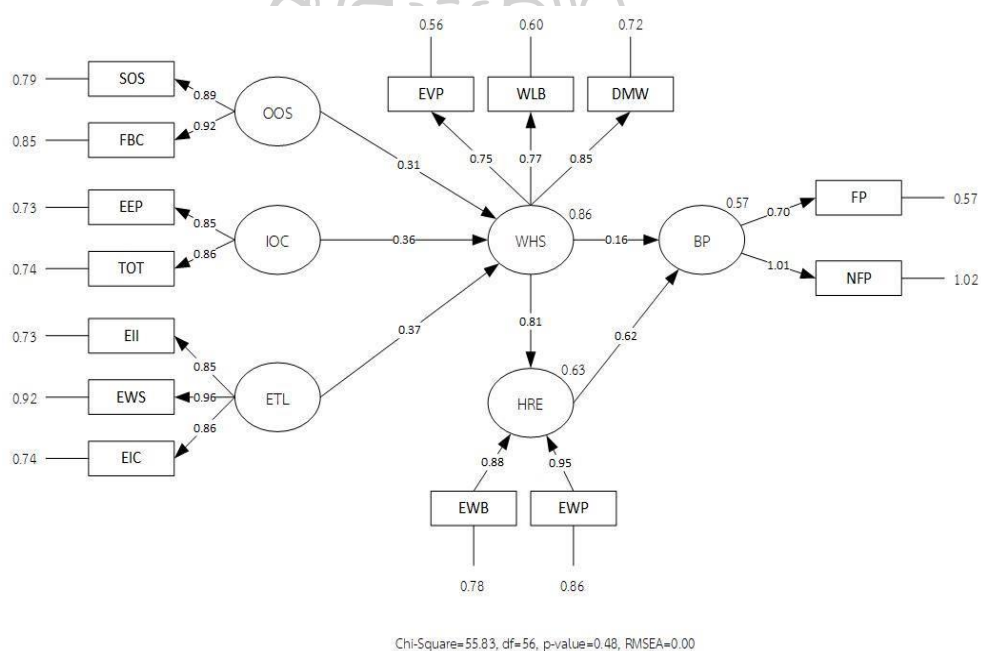 0.56 0.60 0.72
0.79 SOS 0.89 OOS EVP WLB DMW
0.85 FBC 0.92
0.75 0.77 0.85
0.31
0.73 EEP 0.85 IOC 0.36 WHS 0.86 0.16 BP 0.57 0.70 FP 0.57
0.74 TOT 0.86
1.01 NFP 1.02
0.73 EII 0.85 0.37 0.81 0.62
0.92 EWS 0.96 ETL HRE 0.63
0.74 EIC 0.86
0.88 0.95
EWB EWP
0.78 0.86
Chi-Square=55.83, df=56, p-value=0.48, RMSEA=0.00